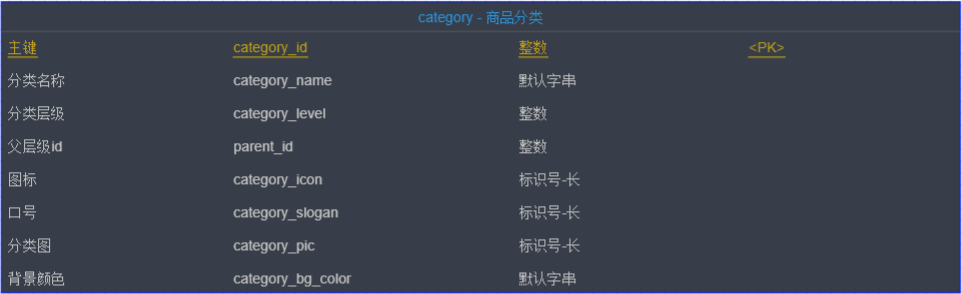 category - 商品分类
主键 category_id 整数 <PK>
分类名称 category_name 默认字串
分类层级 category_level 整数
父层级id parent_id 整数
图标 category_icon 标识号-长
口号 category_slogan 标识号-长
分类图 category_pic 标识号-长
背景颜色 category_bg_color 默认字串